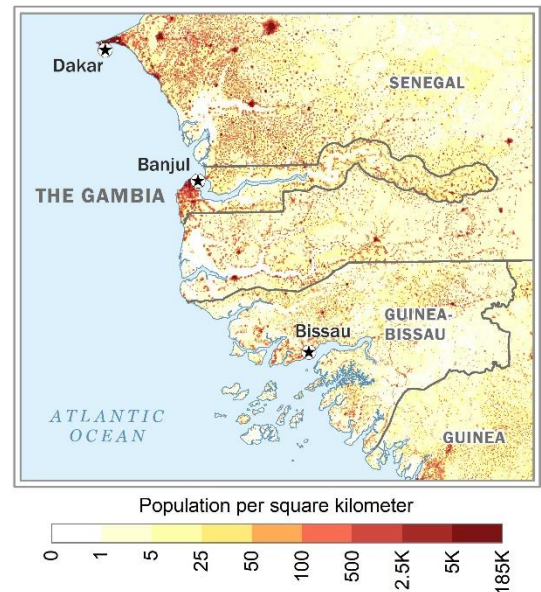 Dakar
SENEGAL
Banjul
THE GAMBIA
GUINEA-
BISSAU
Bissau
ATLANTIC
OCEAN
GUINEA
Population per square kilometer
0
1
5
25
50
100
500
2.5K
5K
185K